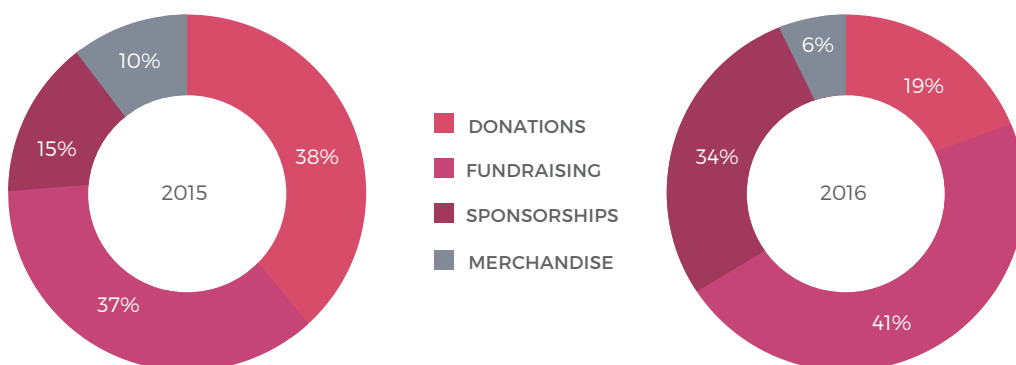 10%
15%
38%
2015
37%
DONATIONS
FUNDRAISING
SPONSORSHIPS
MERCHANDISE
6%
19%
34%
2016
41%